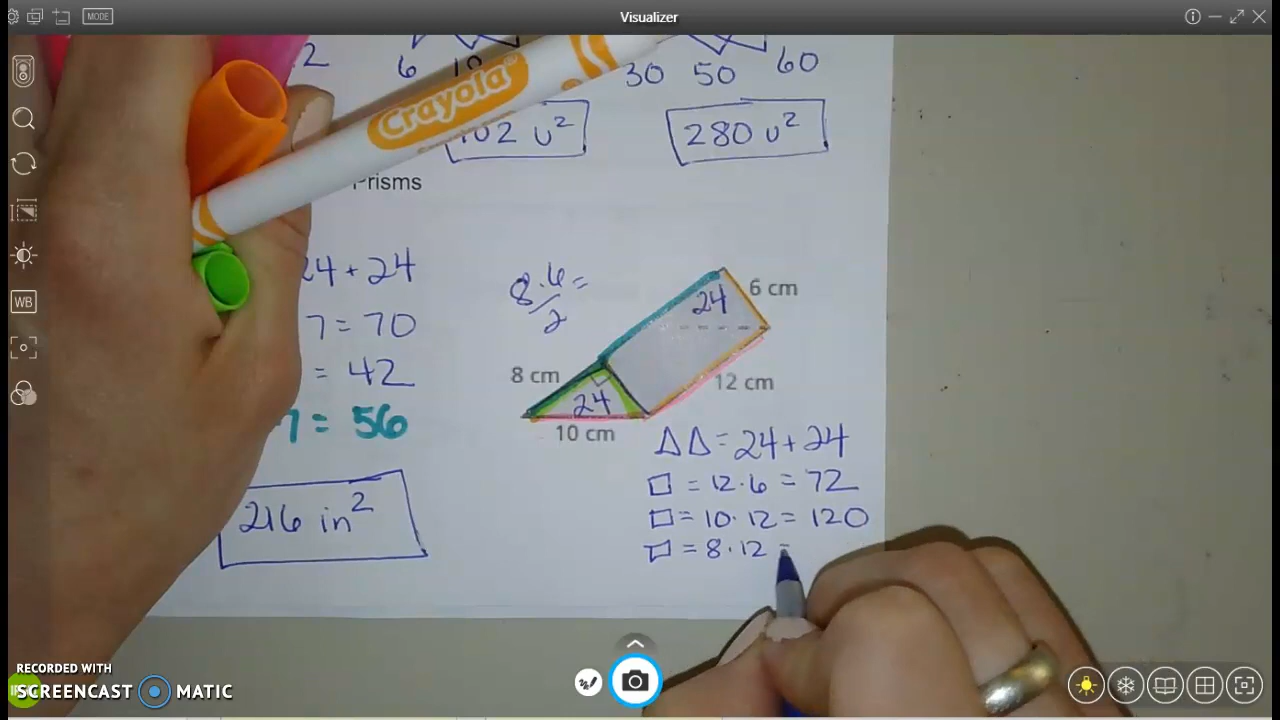 MODE
Visualizer
.2
6
30 50 60
Crayola
102 u²
280 u²
Prisms
24 + 24
7 = 70
= 42
7 = 56
216 in²
8·6 =
2
24
6 cm
8 cm
24
12 cm
10 cm
△△ = 24 + 24
□ = 12·6 = 72
□ = 10·12 = 120
□ = 8·12 =
WB
RECORDED WITH
SCREENCAST MATIC